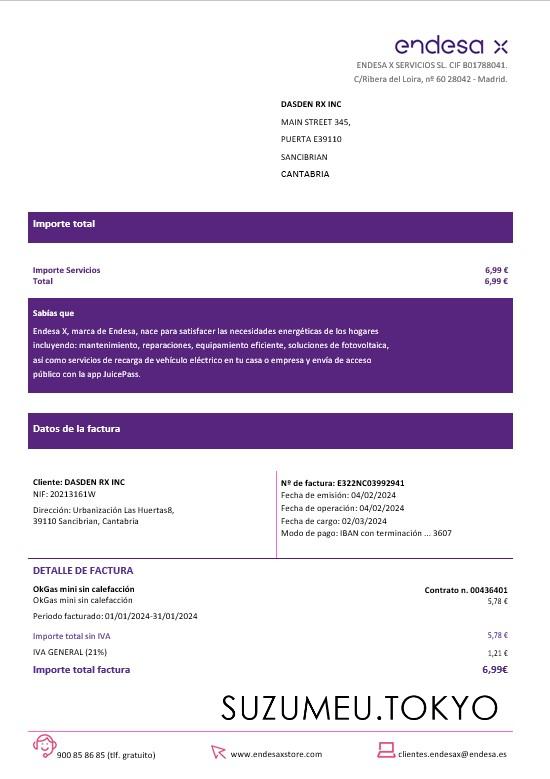 endesa x
ENDESA X SERVICIOS SL. CIF B01788041.
C/Ribera del Loira, nº 60 28042 - Madrid.
DASDEN RX INC
MAIN STREET 345,
PUERTA E39110
SANCIBRIAN
CANTABRIA
Importe total
Importe Servicios 6,99 €
Total 6,99 €
Sabías que
Endesa X, marca de Endesa, nace para satisfacer las necesidades energéticas de los hogares
incluyendo: mantenimiento, reparaciones, equipamiento eficiente, soluciones de fotovoltaica,
así como servicios de recarga de vehículo eléctrico en tu casa o empresa y envía de acceso
público con la app JuicePass.
Datos de la factura
Cliente: DASDEN RX INC
NIF: 20213161W
Dirección: Urbanización Las Huertas8,
39110 Sancibrian, Cantabria
Nº de factura: E322NC03992941
Fecha de emisión: 04/02/2024
Fecha de operación: 04/02/2024
Fecha de cargo: 02/03/2024
Modo de pago: IBAN con terminación ... 3607
DETALLE DE FACTURA
OkGas mini sin calefacción Contrato n. 00436401
OkGas mini sin calefacción 5,78 €
Periodo facturado: 01/01/2024-31/01/2024
Importe total sin IVA 5,78 €
IVA GENERAL (21%) 1,21 €
Importe total factura 6,99€
SUZUMEU.TOKYO
900 85 86 85 (tlf. gratuito) www.endesaxstore.com clientes.endesax@endesa.es